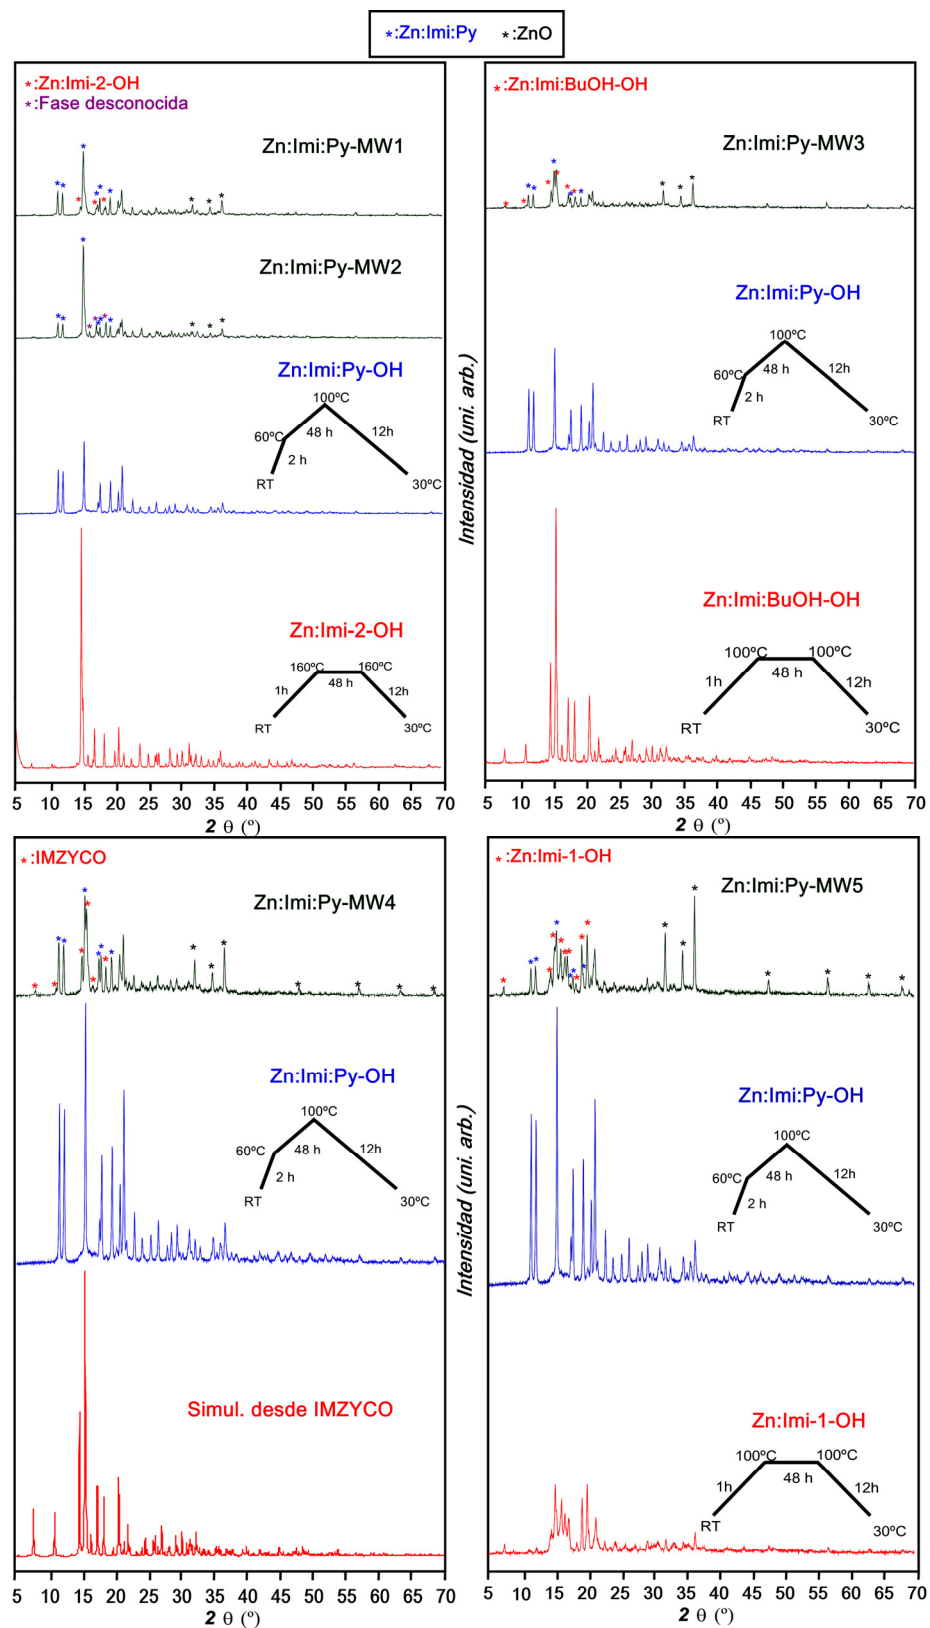 *:Zn:Imi:Py *:ZnO
*:Zn:Imi-2-OH
*:Fase desconocida
Zn:Imi:Py-MW1
Zn:Imi:Py-MW2
Zn:Imi:Py-OH
100ºC
60ºC
48 h
12h
2 h
RT
30ºC
Zn:Imi-2-OH
160ºC
160ºC
1h
48 h
12h
RT
30ºC
5 10 15 20 25 30 35 40 45 50 55 60 65 70
2 θ (º)
*:Zn:Imi:BuOH-OH
Zn:Imi:Py-MW3
Zn:Imi:Py-OH
100ºC
60ºC
48 h
12h
2 h
RT
30ºC
Intensidad (uni. arb.)
Zn:Imi:BuOH-OH
100ºC
100ºC
1h
48 h
12h
RT
30ºC
5 10 15 20 25 30 35 40 45 50 55 60 65 70
2 θ (º)
*:IMZYCO
Zn:Imi:Py-MW4
Zn:Imi:Py-OH
100ºC
60ºC
48 h
12h
2 h
RT
30ºC
Simul. desde IMZYCO
5 10 15 20 25 30 35 40 45 50 55 60 65 70
2 θ (º)
*:Zn:Imi-1-OH
Zn:Imi:Py-MW5
Zn:Imi:Py-OH
100ºC
60ºC
48 h
12h
2 h
RT
30ºC
Intensidad (uni. arb.)
Zn:Imi-1-OH
100ºC
100ºC
1h
48 h
12h
RT
30ºC
5 10 15 20 25 30 35 40 45 50 55 60 65 70
2 θ (º)